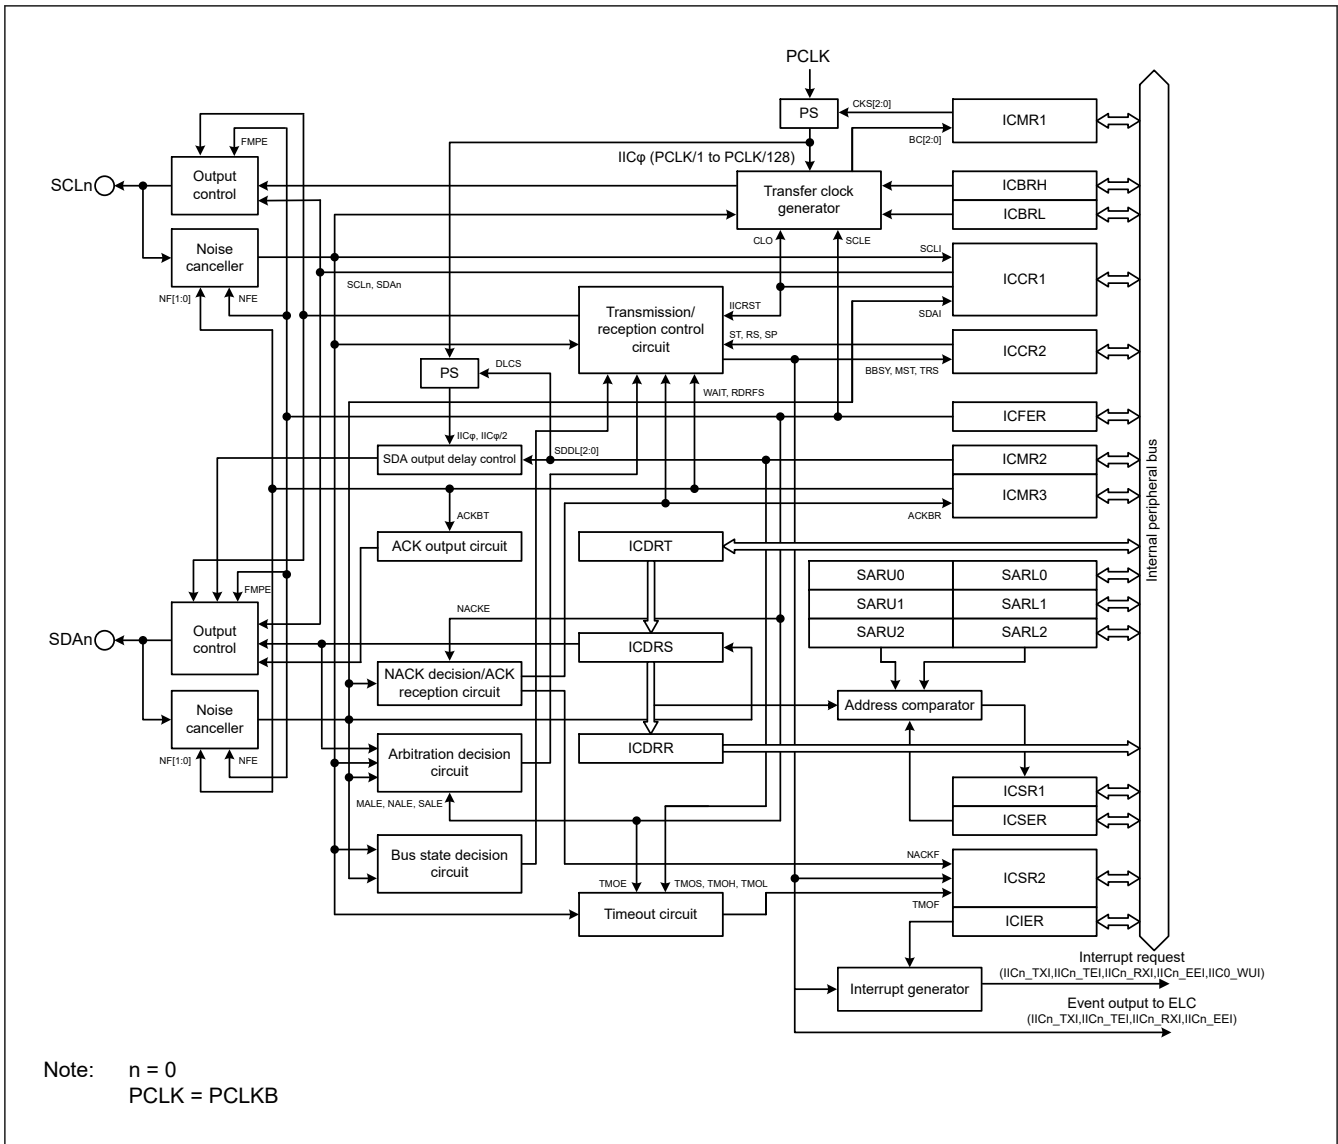 PCLK
PS
CKS[2:0]
ICMR1
BC[2:0]
FMPE
IICφ (PCLK/1 to PCLK/128)
SCLn
Output
control
Transfer clock
generator
ICBRH
ICBRL
Noise
canceller
CLO
SCLE
SCLI
ICCR1
SCLn, SDAn
NF[1:0]
NFE
IICRST
SDAI
Transmission/
reception control
circuit
ST, RS, SP
ICCR2
BBSY, MST, TRS
PS
DLCS
WAIT, RDRFS
ICFER
IICφ, IICφ/2
SDA output delay control
SDDL[2:0]
ICMR2
ICMR3
ACKBT
ACKBR
ACK output circuit
ICDRT
Internal peripheral bus
SARU0
SARL0
FMPE
SARU1
SARL1
NACKE
SDAn
Output
control
ICDRS
SARU2
SARL2
NACK decision/ACK
reception circuit
Noise
canceller
Address comparator
NF[1:0]
NFE
Arbitration decision
circuit
ICDRR
MALE, NALE, SALE
ICSR1
ICSER
Bus state decision
circuit
NACKF
ICSR2
TMOE
TMOS, TMOH, TMOL
TMOF
Timeout circuit
ICIER
Interrupt request
(IICn_TXI,IICn_TEI,IICn_RXI,IICn_EEI,IIC0_WUI)
Interrupt generator
Event output to ELC
(IICn_TXI,IICn_TEI,IICn_RXI,IICn_EEI)
Note: n = 0
PCLK = PCLKB